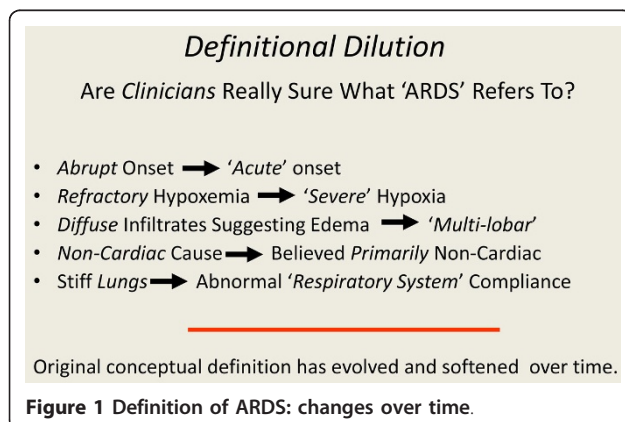 Definitional Dilution
Are Clinicians Really Sure What ‘ARDS’ Refers To?
• Abrupt Onset ➡ ‘Acute’ onset
• Refractory Hypoxemia ➡ ‘Severe’ Hypoxia
• Diffuse Infiltrates Suggesting Edema ➡ ‘Multi-lobar’
• Non-Cardiac Cause ➡ Believed Primarily Non-Cardiac
• Stiff Lungs ➡ Abnormal ‘Respiratory System’ Compliance
Original conceptual definition has evolved and softened over time.
Figure 1 Definition of ARDS: changes over time.